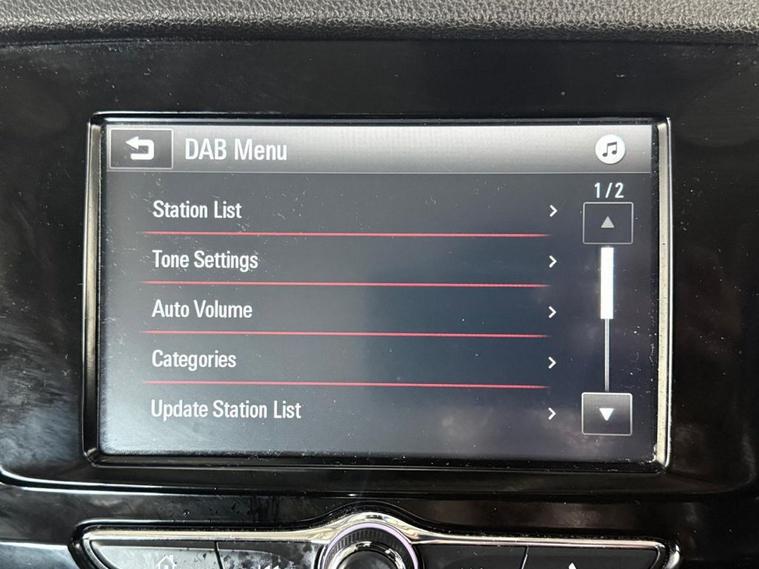 DAB Menu
1/2
Station List
Tone Settings
Auto Volume
Categories
Update Station List